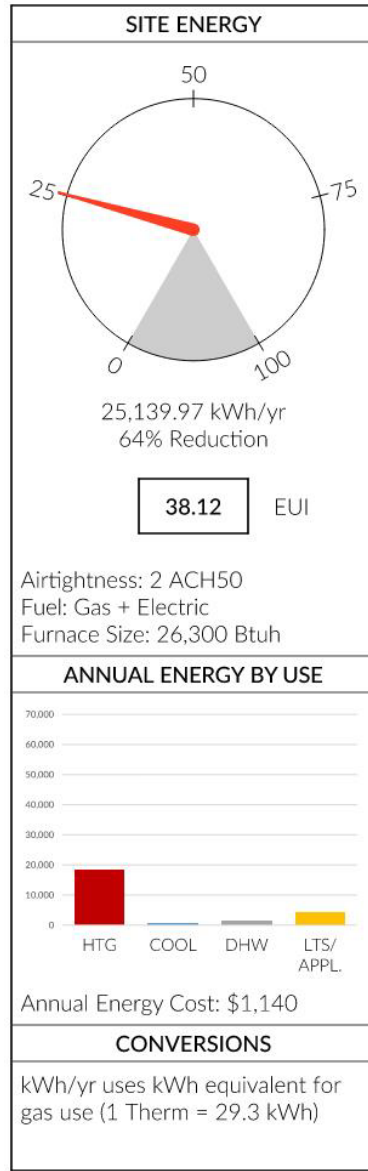 SITE ENERGY
50
25
75
0
100
25,139.97 kWh/yr
64% Reduction
38.12 EUI
Airtightness: 2 ACH50
Fuel: Gas + Electric
Furnace Size: 26,300 Btuh
ANNUAL ENERGY BY USE
70,000
60,000
50,000
40,000
30,000
20,000
10,000
0
HTG COOL DHW LTS/
APPL.
Annual Energy Cost: $1,140
CONVERSIONS
kWh/yr uses kWh equivalent for
gas use (1 Therm = 29.3 kWh)